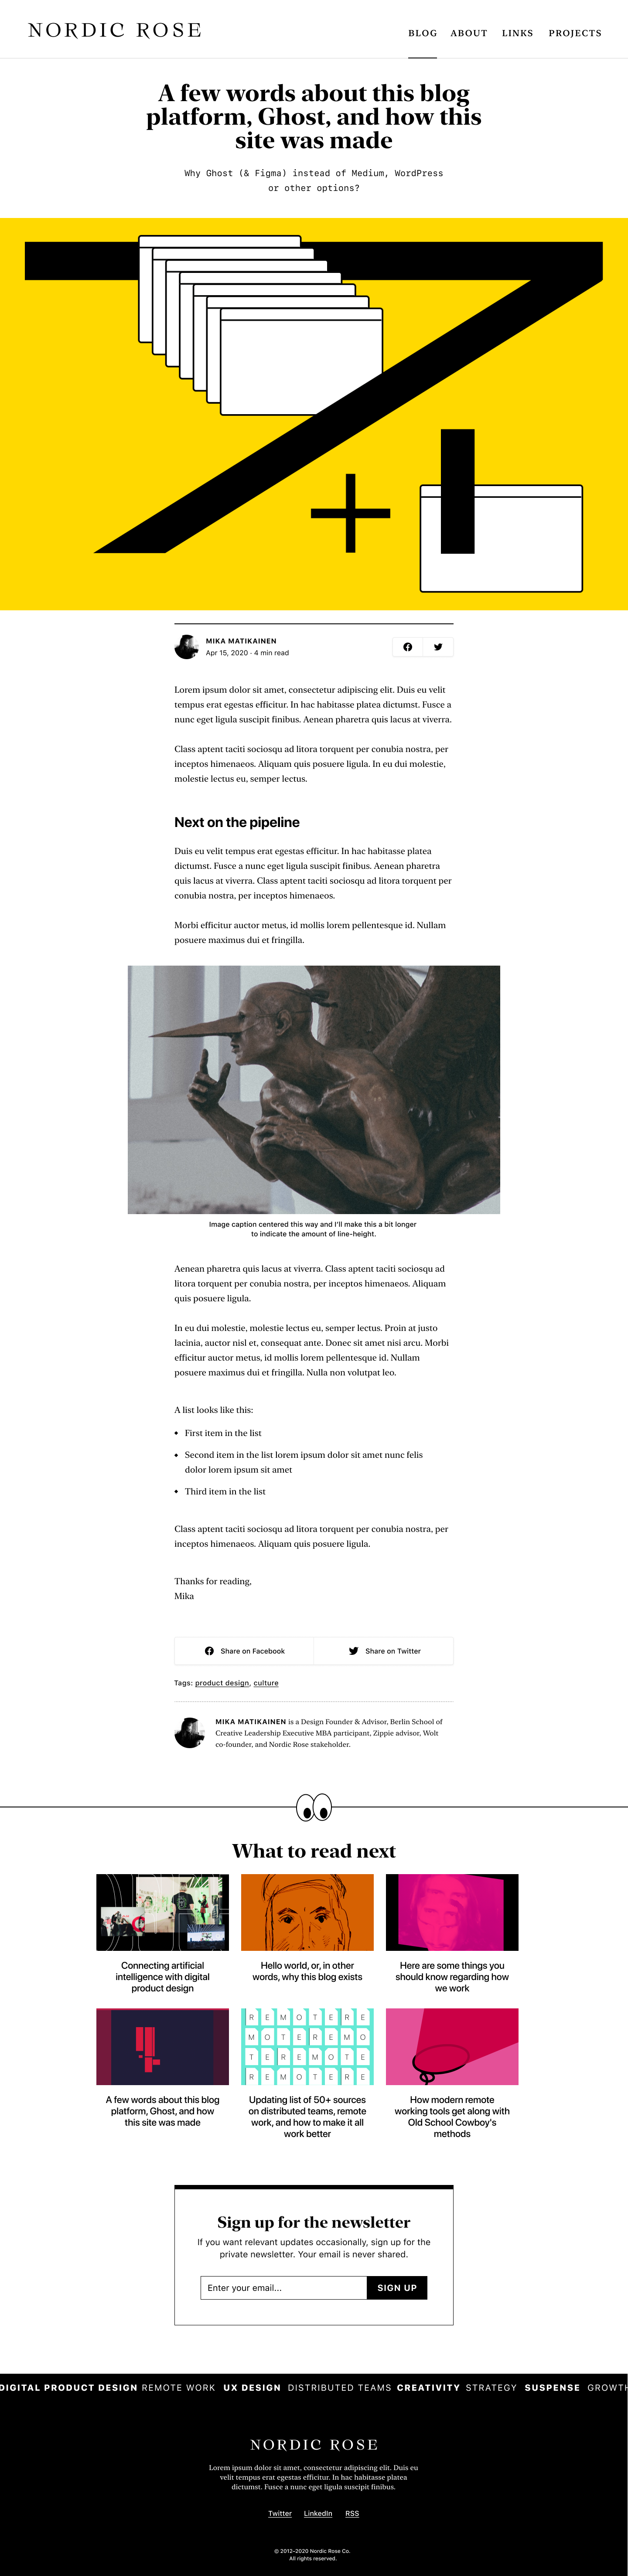 NORDIC ROSE
BLOG ABOUT LINKS PROJECTS
A few words about this blog
platform, Ghost, and how this
site was made
Why Ghost (& Figma) instead of Medium, WordPress
or other options?
MIKA MATIKAINEN
Apr 15, 2020 · 4 min read
Lorem ipsum dolor sit amet, consectetur adipiscing elit. Duis eu velit
tempus erat egestas efficitur. In hac habitasse platea dictumst. Fusce a
nunc eget ligula suscipit finibus. Aenean pharetra quis lacus at viverra.
Class aptent taciti sociosqu ad litora torquent per conubia nostra, per
inceptos himenaeos. Aliquam quis posuere ligula. In eu dui molestie,
molestie lectus eu, semper lectus.
Next on the pipeline
Duis eu velit tempus erat egestas efficitur. In hac habitasse platea
dictumst. Fusce a nunc eget ligula suscipit finibus. Aenean pharetra
quis lacus at viverra. Class aptent taciti sociosqu ad litora torquent per
conubia nostra, per inceptos himenaeos.
Morbi efficitur auctor metus, id mollis lorem pellentesque id. Nullam
posuere maximus dui et fringilla.
Image caption centered this way and I'll make this a bit longer
to indicate the amount of line-height.
Aenean pharetra quis lacus at viverra. Class aptent taciti sociosqu ad
litora torquent per conubia nostra, per inceptos himenaeos. Aliquam
quis posuere ligula.
In eu dui molestie, molestie lectus eu, semper lectus. Proin at justo
lacinia, auctor nisl et, consequat ante. Donec sit amet nisi arcu. Morbi
efficitur auctor metus, id mollis lorem pellentesque id. Nullam
posuere maximus dui et fringilla. Nulla non volutpat leo.
A list looks like this:
• First item in the list
• Second item in the list lorem ipsum dolor sit amet nunc felis
dolor lorem ipsum sit amet
• Third item in the list
Class aptent taciti sociosqu ad litora torquent per conubia nostra, per
inceptos himenaeos. Aliquam quis posuere ligula.
Thanks for reading,
Mika
Share on Facebook
Share on Twitter
Tags: product design, culture
MIKA MATIKAINEN is a Design Founder & Advisor, Berlin School of
Creative Leadership Executive MBA participant, Zippie advisor, Wolt
co-founder, and Nordic Rose stakeholder.
What to read next
Connecting artificial
intelligence with digital
product design
Hello world, or, in other
words, why this blog exists
Here are some things you
should know regarding how
we work
R E M O T E R E
M O T E R E M O
T E R E M O T E
R E M O T E R E
A few words about this blog
platform, Ghost, and how
this site was made
Updating list of 50+ sources
on distributed teams, remote
work, and how to make it all
work better
How modern remote
working tools get along with
Old School Cowboy's
methods
Sign up for the newsletter
If you want relevant updates occasionally, sign up for the
private newsletter. Your email is never shared.
Enter your email...
SIGN UP
DIGITAL PRODUCT DESIGN REMOTE WORK UX DESIGN DISTRIBUTED TEAMS CREATIVITY STRATEGY SUSPENSE GROWTH
NORDIC ROSE
Lorem ipsum dolor sit amet, consectetur adipiscing elit. Duis eu
velit tempus erat egestas efficitur. In hac habitasse platea
dictumst. Fusce a nunc eget ligula suscipit finibus.
Twitter LinkedIn RSS
© 2012–2020 Nordic Rose Co.
All rights reserved.